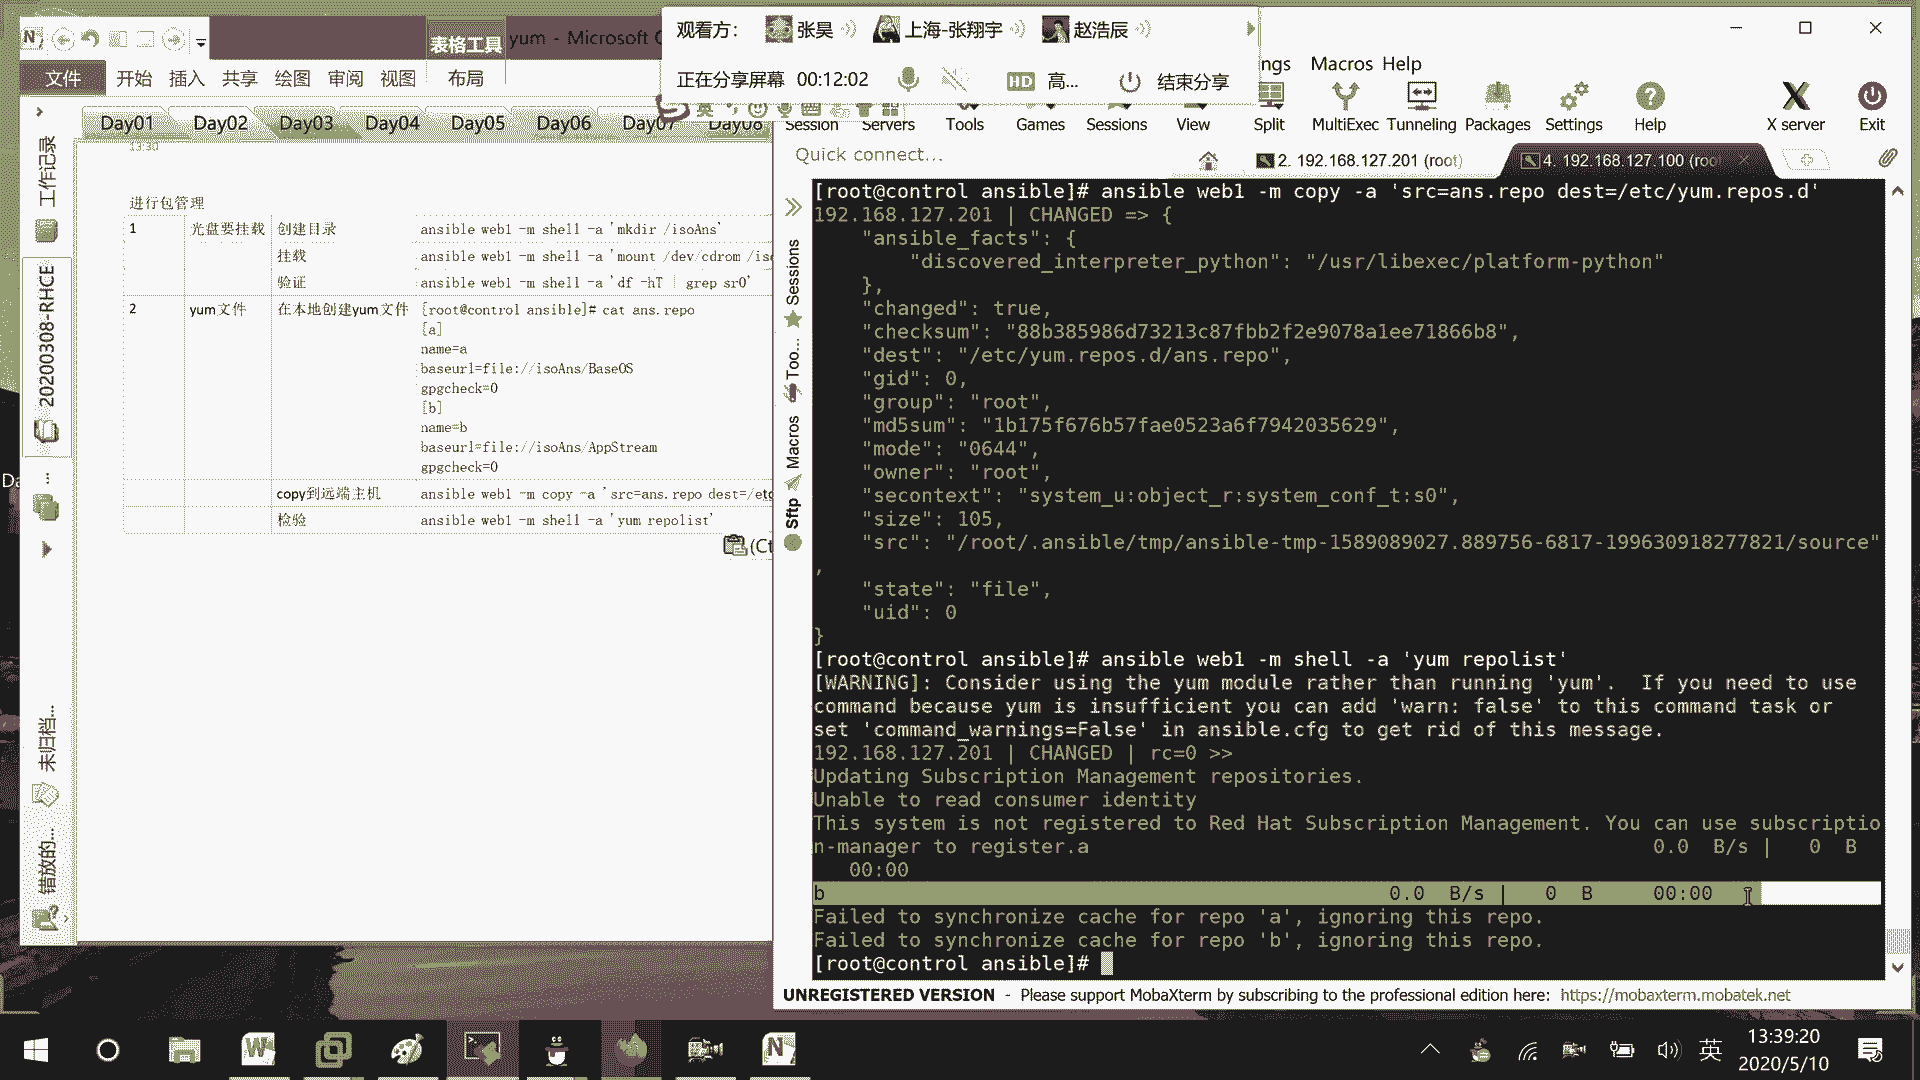 观看方：
张昊
上海-张翔宇
赵浩辰
正在分享屏幕 00:12:02
HD 高...
结束分享
表格工具
yum - Microsoft
文件
开始
插入
共享
绘图
审阅
视图
布局
Macros
Help
Session
Servers
Tools
Games
Sessions
View
Split
MultiExec
Tunneling
Packages
Settings
Help
X server
Exit
Day01
Day02
Day03
Day04
Day05
Day06
Day07
Day08
工作记录
20200308-RHCE
未归档...
错放的...
13:30
进行包管理
1 光盘要挂载 创建目录 ansible web1 -m shell -a 'mkdir /isoAns'
挂载 ansible web1 -m shell -a 'mount /dev/cdrom /iso
验证 ansible web1 -m shell -a 'df -hT | grep sr0'
2 yum文件 在本地创建yum文件 [root@control ansible]# cat ans.repo
[a]
name=a
baseurl=file://isoAns/BaseOS
gpgcheck=0
[b]
name=b
baseurl=file://isoAns/AppStream
gpgcheck=0
copy到远端主机 ansible web1 -m copy -a 'src=ans.repo dest=/etc
检验 ansible web1 -m shell -a 'yum repolist'
(Ct
Quick connect...
2. 192.168.127.201 (root)
4. 192.168.127.100 (roo
Sessions
Too...
Macros
Sftp
[root@control ansible]# ansible web1 -m copy -a 'src=ans.repo dest=/etc/yum.repos.d'
192.168.127.201 | CHANGED => {
"ansible_facts": {
"discovered_interpreter_python": "/usr/libexec/platform-python"
},
"changed": true,
"checksum": "88b385986d73213c87fbb2f2e9078a1ee71866b8",
"dest": "/etc/yum.repos.d/ans.repo",
"gid": 0,
"group": "root",
"md5sum": "1b175f676b57fae0523a6f7942035629",
"mode": "0644",
"owner": "root",
"secontext": "system_u:object_r:system_conf_t:s0",
"size": 105,
"src": "/root/.ansible/tmp/ansible-tmp-1589089027.889756-6817-199630918277821/source"
,
"state": "file",
"uid": 0
}
[root@control ansible]# ansible web1 -m shell -a 'yum repolist'
[WARNING]: Consider using the yum module rather than running 'yum'.  If you need to use
command because yum is insufficient you can add 'warn: false' to this command task or
set 'command_warnings=False' in ansible.cfg to get rid of this message.
192.168.127.201 | CHANGED | rc=0 >>
Updating Subscription Management repositories.
Unable to read consumer identity
This system is not registered to Red Hat Subscription Management. You can use subscriptio
n-manager to register.a 0.0 B/s | 0 B
00:00
b 0.0 B/s | 0 B 00:00
Failed to synchronize cache for repo 'a', ignoring this repo.
Failed to synchronize cache for repo 'b', ignoring this repo.
[root@control ansible]#
UNREGISTERED VERSION - Please support MobaXterm by subscribing to the professional edition here: https://mobaxterm.mobatek.net
英
13:39:20
2020/5/10